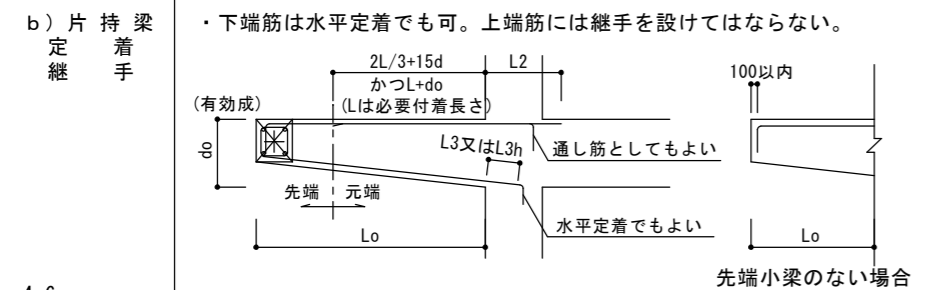 b）片持梁
定着
継手
・下端筋は水平定着でも可。上端筋には継手を設けてはならない。
2L/3+15d
L2
かつL+do
(Lは必要付着長さ)
(有効成)
do
L3又はL3h
通し筋としてもよい
先端 元端
水平定着でもよい
Lo
100以内
Lo
先端小梁のない場合